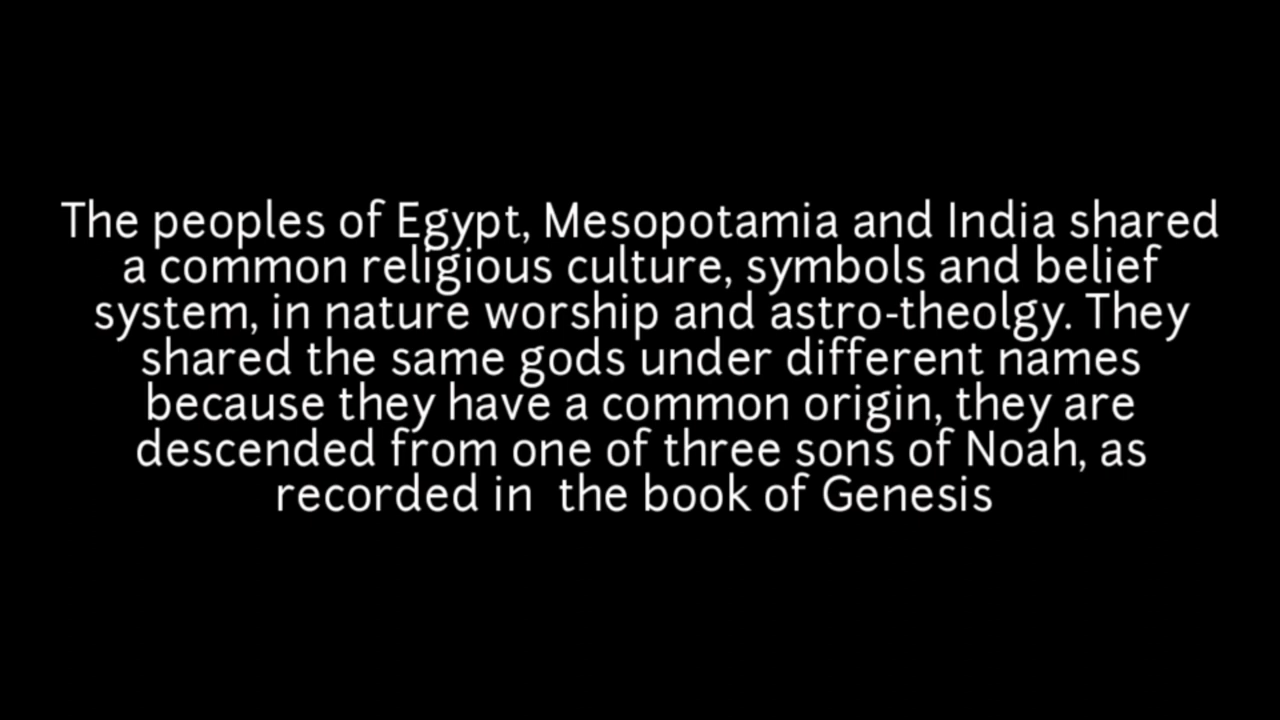 The peoples of Egypt, Mesopotamia and India shared
a common religious culture, symbols and belief
system, in nature worship and astro-theolgy. They
shared the same gods under different names
because they have a common origin, they are
descended from one of three sons of Noah, as
recorded in  the book of Genesis